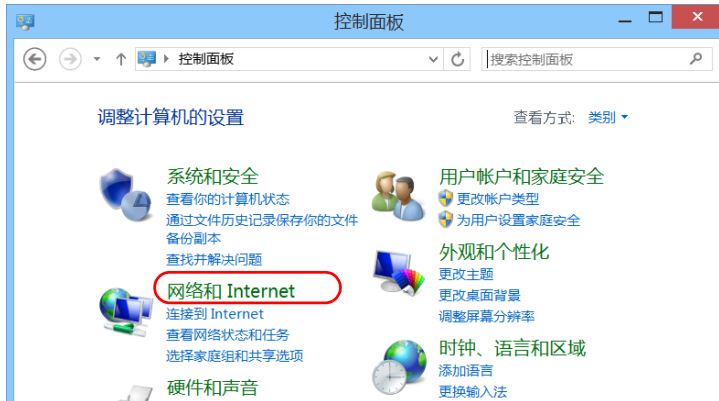 控制面板
控制面板
搜索控制面板
调整计算机的设置
查看方式: 类别
系统和安全
查看你的计算机状态
通过文件历史记录保存你的文件
备份副本
查找并解决问题
网络和 Internet
连接到 Internet
查看网络状态和任务
选择家庭组和共享选项
硬件和声音
用户帐户和家庭安全
更改帐户类型
为用户设置家庭安全
外观和个性化
更改主题
更改桌面背景
调整屏幕分辨率
时钟、语言和区域
添加语言
更换输入法